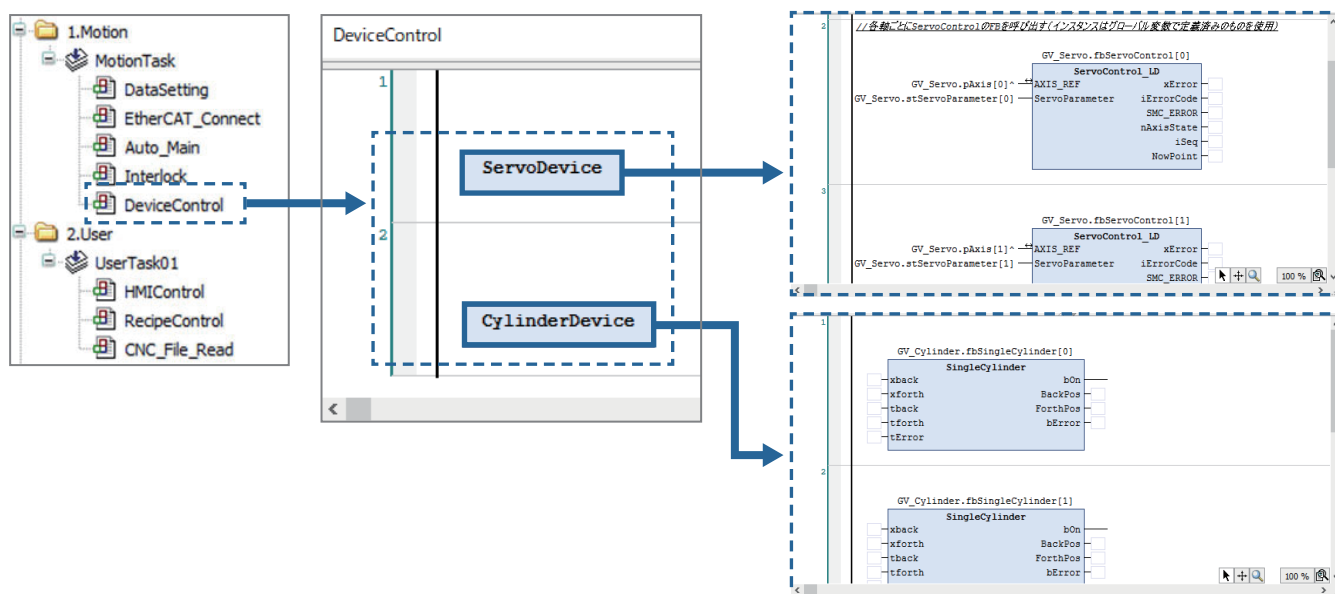 1.Motion
MotionTask
DataSetting
EtherCAT_Connect
Auto_Main
Interlock
DeviceControl
2.User
UserTask01
HMIControl
RecipeControl
CNC_File_Read
DeviceControl
1
ServoDevice
2
CylinderDevice
2
//各軸ごとにServoControlのFBを呼び出す(インスタンスはグローバル変数で定義済みのものを使用)
GV_Servo.fbServoControl[0]
ServoControl_LD
GV_Servo.pAxis[0]^ AXIS_REF xError
GV_Servo.stServoParameter[0] ServoParameter iErrorCode
SMC_ERROR
nAxisState
iSeq
NowPoint
3
GV_Servo.fbServoControl[1]
ServoControl_LD
GV_Servo.pAxis[1]^ AXIS_REF xError
GV_Servo.stServoParameter[1] ServoParameter iErrorCode
SMC_ERROR
100 %
1
GV_Cylinder.fbSingleCylinder[0]
SingleCylinder
xback bOn
xforth BackPos
tback ForthPos
tforth bError
tError
2
GV_Cylinder.fbSingleCylinder[1]
SingleCylinder
xback bOn
xforth BackPos
tback ForthPos
tforth bError
100 %